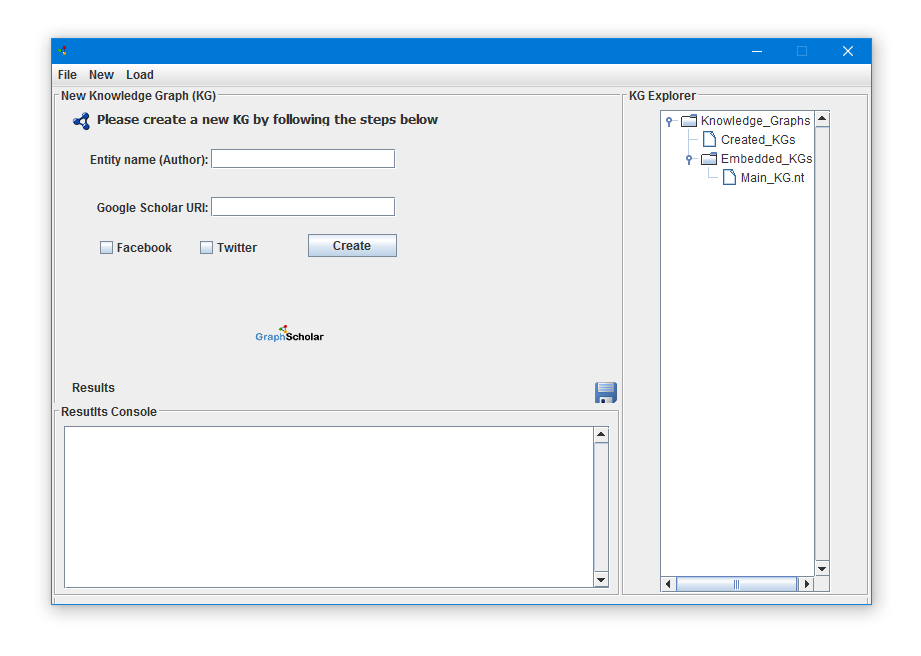 File New Load
New Knowledge Graph (KG)
Please create a new KG by following the steps below
Entity name (Author):
Google Scholar URI:
Facebook Twitter Create
GraphScholar
Results
Resutlts Console
KG Explorer
Knowledge_Graphs
Created_KGs
Embedded_KGs
Main_KG.nt